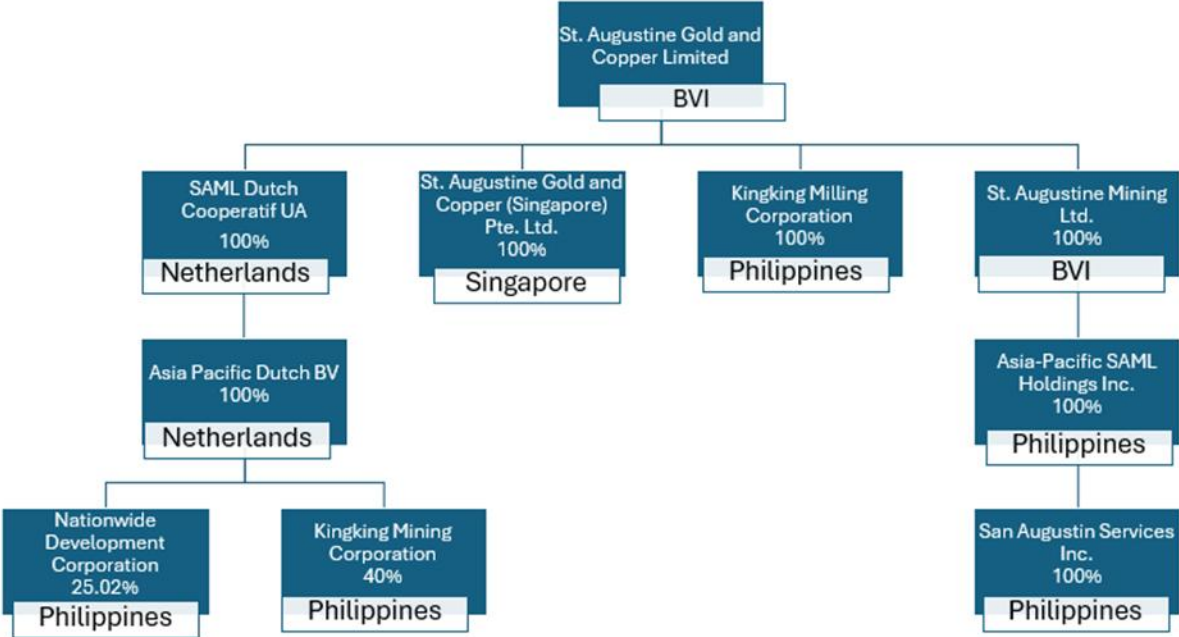 St. Augustine Gold and
Copper Limited
BVI
SAML Dutch
Cooperatif UA
100%
Netherlands
St. Augustine Gold and
Copper (Singapore)
Pte. Ltd.
100%
Singapore
Kingking Milling
Corporation
100%
Philippines
St. Augustine Mining
Ltd.
100%
BVI
Asia Pacific Dutch BV
100%
Netherlands
Asia-Pacific SAML
Holdings Inc.
100%
Philippines
Nationwide
Development
Corporation
25.02%
Philippines
Kingking Mining
Corporation
40%
Philippines
San Augustin Services
Inc.
100%
Philippines